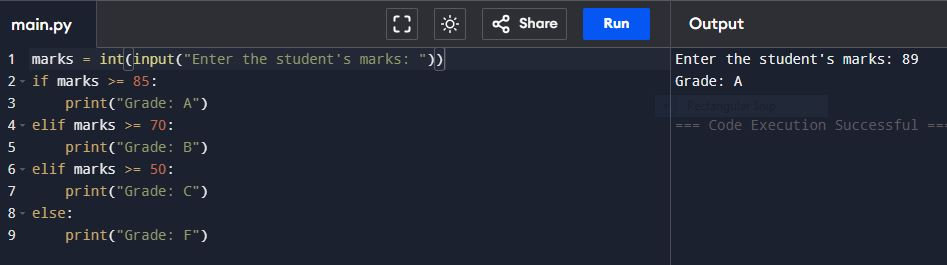 main.py Share Run Output
1 marks = int(input("Enter the student's marks: "))
2 if marks >= 85:
3     print("Grade: A")
4 elif marks >= 70:
5     print("Grade: B")
6 elif marks >= 50:
7     print("Grade: C")
8 else:
9     print("Grade: F")
Enter the student's marks: 89
Grade: A
Rectangular Snip
=== Code Execution Successful ===